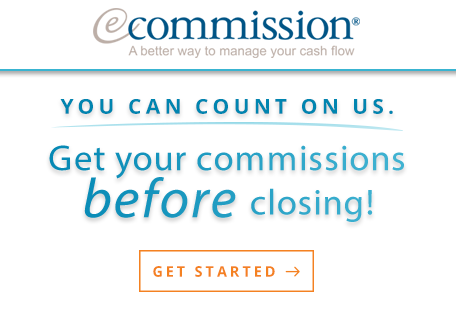 ecommission®
A better way to manage your cash flow
YOU CAN COUNT ON US.
Get your commissions
before closing!
GET STARTED →